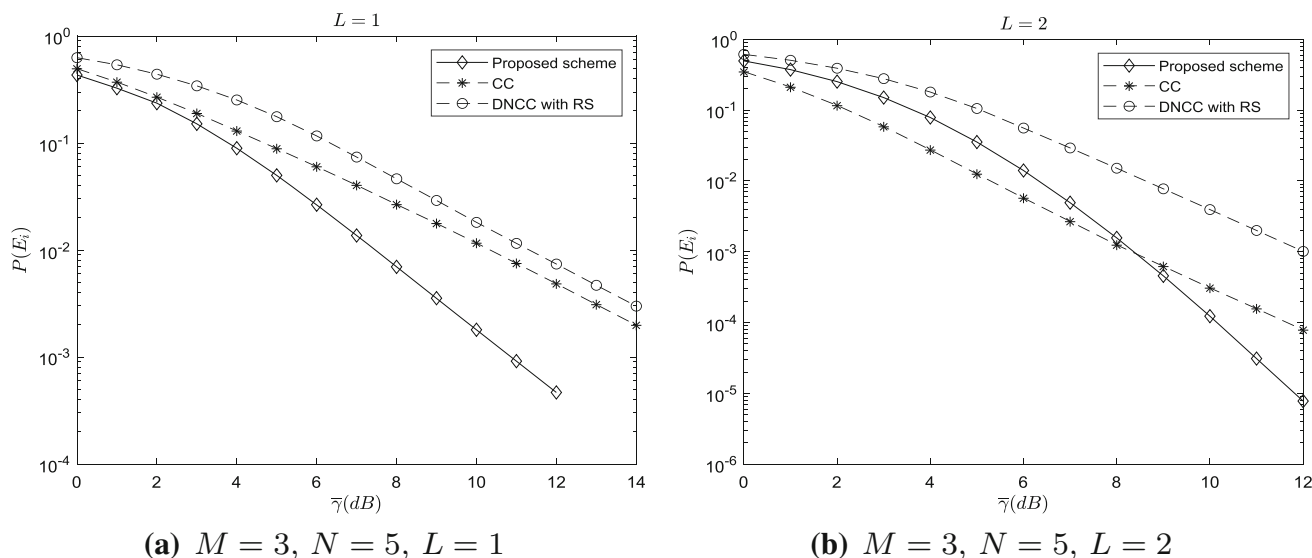 L = 1
10^0
10^-1
10^-2
10^-3
10^-4
P(E_i)
0 2 4 6 8 10 12 14
γ̅(dB)
Proposed scheme
CC
DNCC with RS
(a) M = 3, N = 5, L = 1
L = 2
10^0
10^-1
10^-2
10^-3
10^-4
10^-5
10^-6
P(E_i)
0 2 4 6 8 10 12
γ̅(dB)
Proposed scheme
CC
DNCC with RS
(b) M = 3, N = 5, L = 2